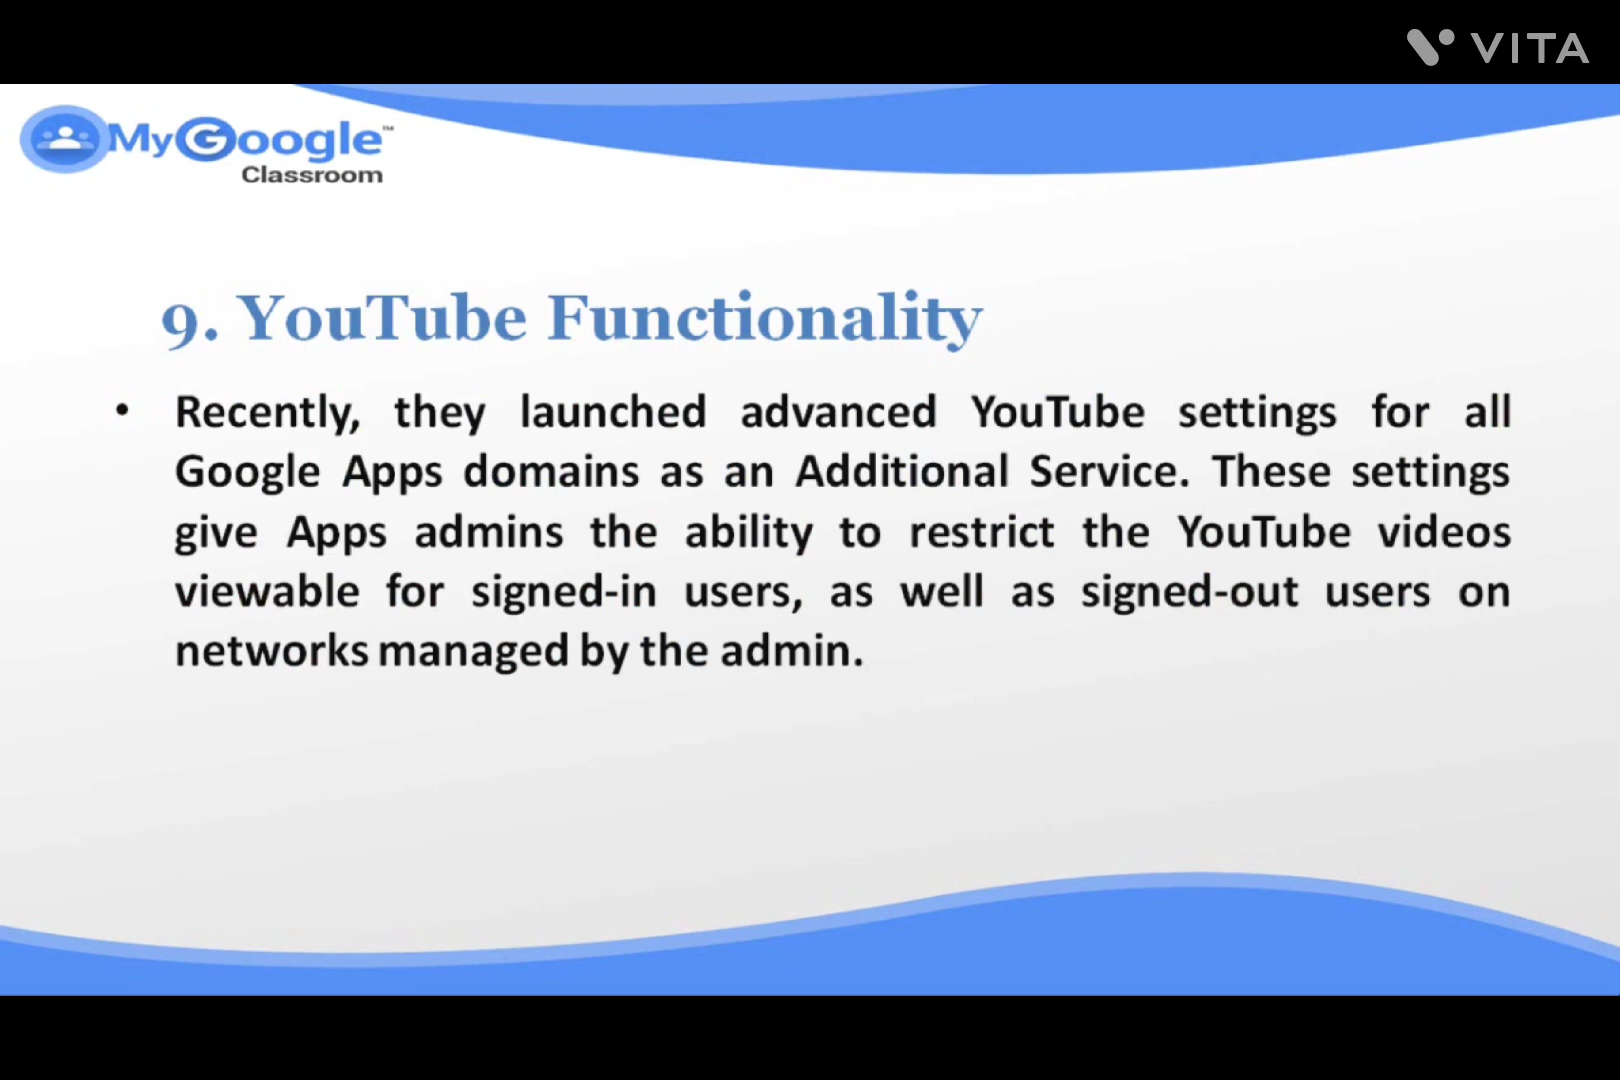 VITA
MyGoogle™
Classroom
9. YouTube Functionality
• Recently, they launched advanced YouTube settings for all
Google Apps domains as an Additional Service. These settings
give Apps admins the ability to restrict the YouTube videos
viewable for signed-in users, as well as signed-out users on
networks managed by the admin.